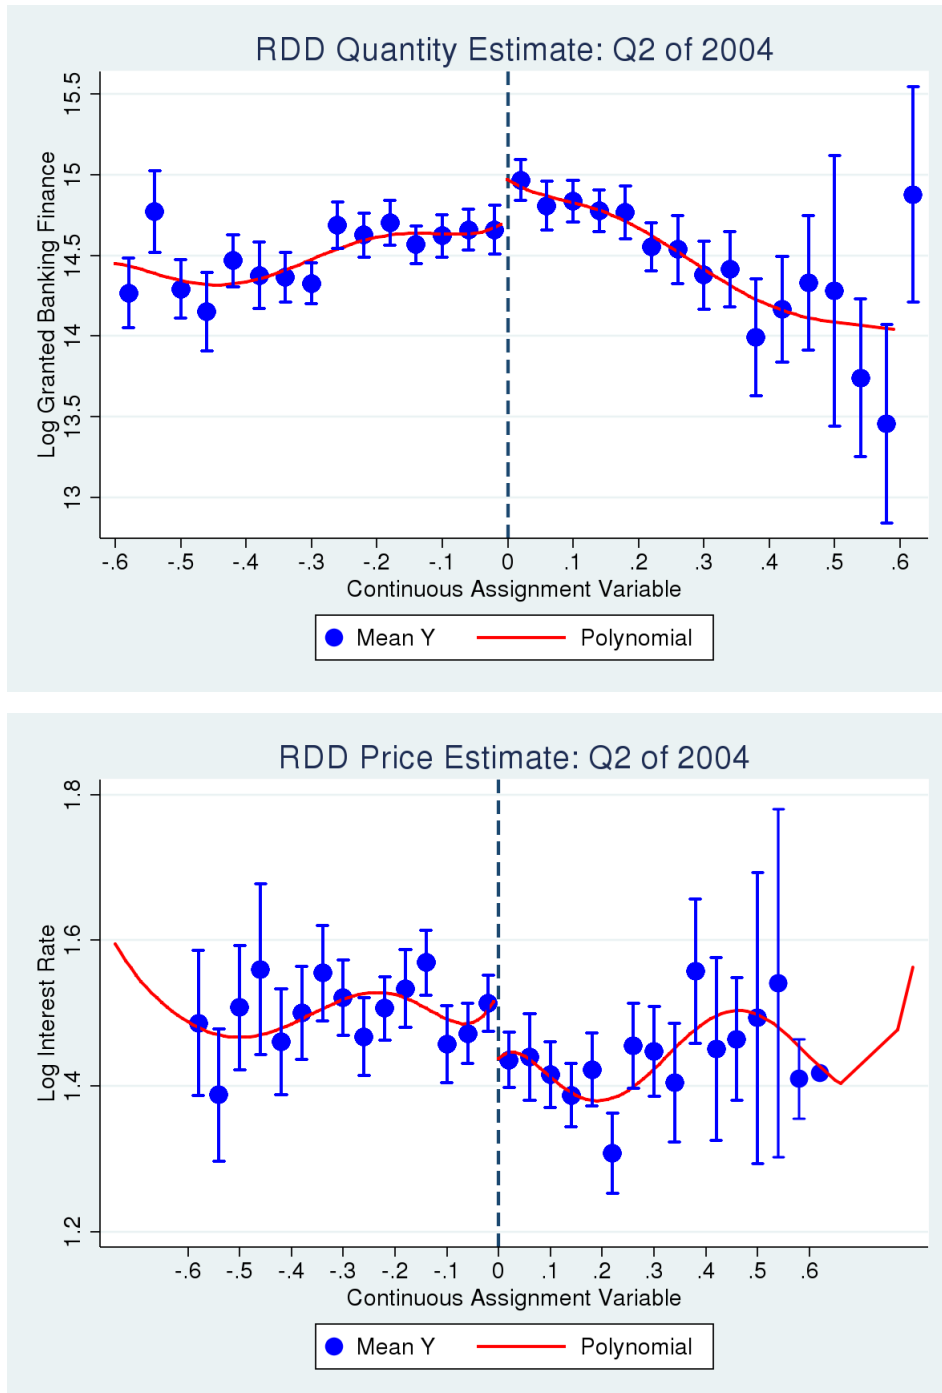 RDD Quantity Estimate: Q2 of 2004
Log Granted Banking Finance
15.5
15
14.5
14
13.5
13
-.6 -.5 -.4 -.3 -.2 -.1 0 .1 .2 .3 .4 .5 .6
Continuous Assignment Variable
Mean Y Polynomial
RDD Price Estimate: Q2 of 2004
Log Interest Rate
1.8
1.6
1.4
1.2
-.6 -.5 -.4 -.3 -.2 -.1 0 .1 .2 .3 .4 .5 .6
Continuous Assignment Variable
Mean Y Polynomial